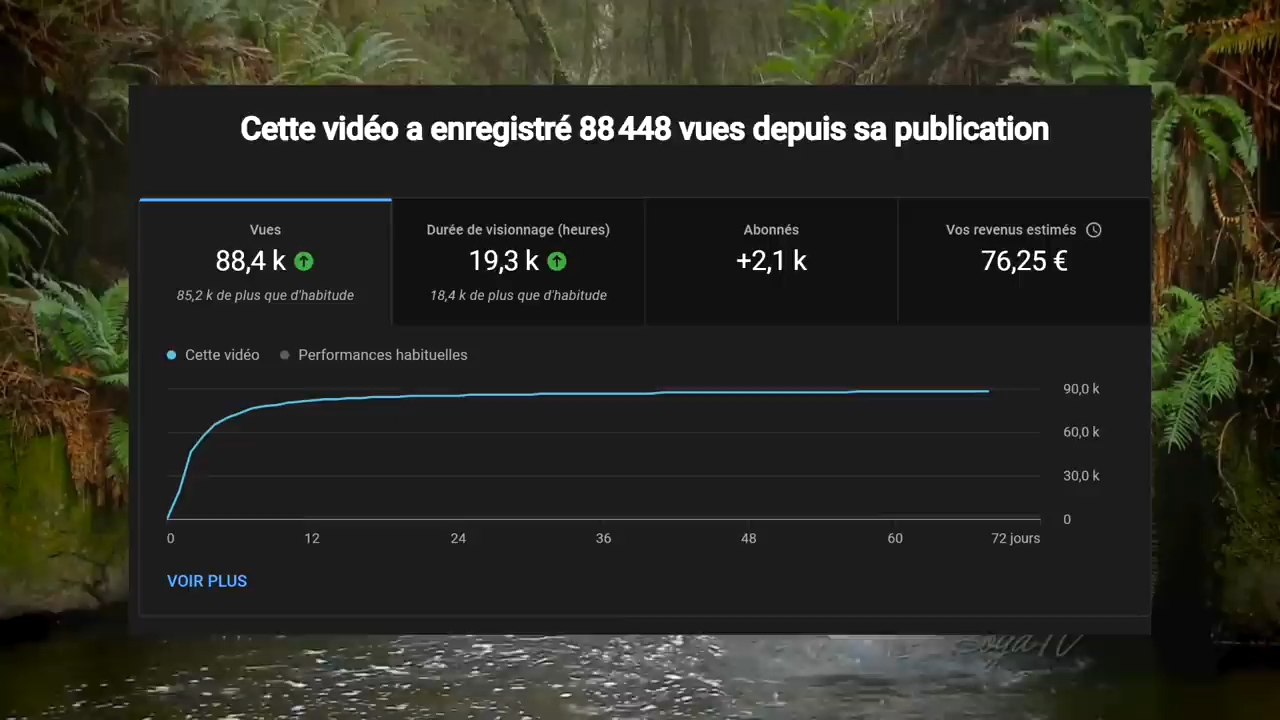 Cette vidéo a enregistré 88 448 vues depuis sa publication
Vues
88,4 k
85,2 k de plus que d'habitude
Durée de visionnage (heures)
19,3 k
18,4 k de plus que d'habitude
Abonnés
+2,1 k
Vos revenus estimés
76,25 €
Cette vidéo
Performances habituelles
90,0 k
60,0 k
30,0 k
0
0 12 24 36 48 60 72 jours
VOIR PLUS